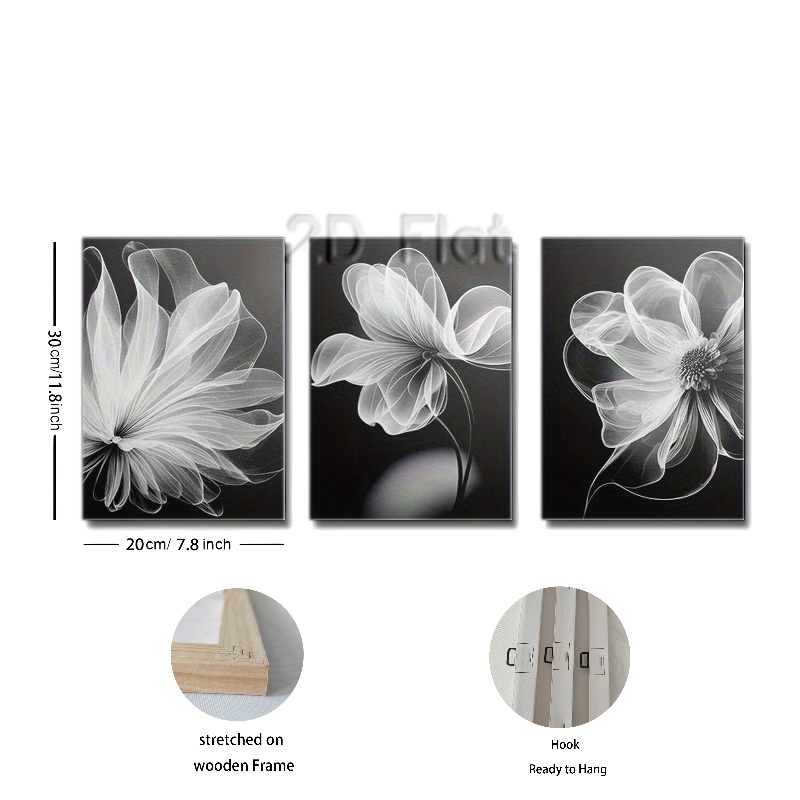 2D Flat
30cm/11.8inch
20cm/ 7.8 inch
stretched on
wooden Frame
Hook
Ready to Hang